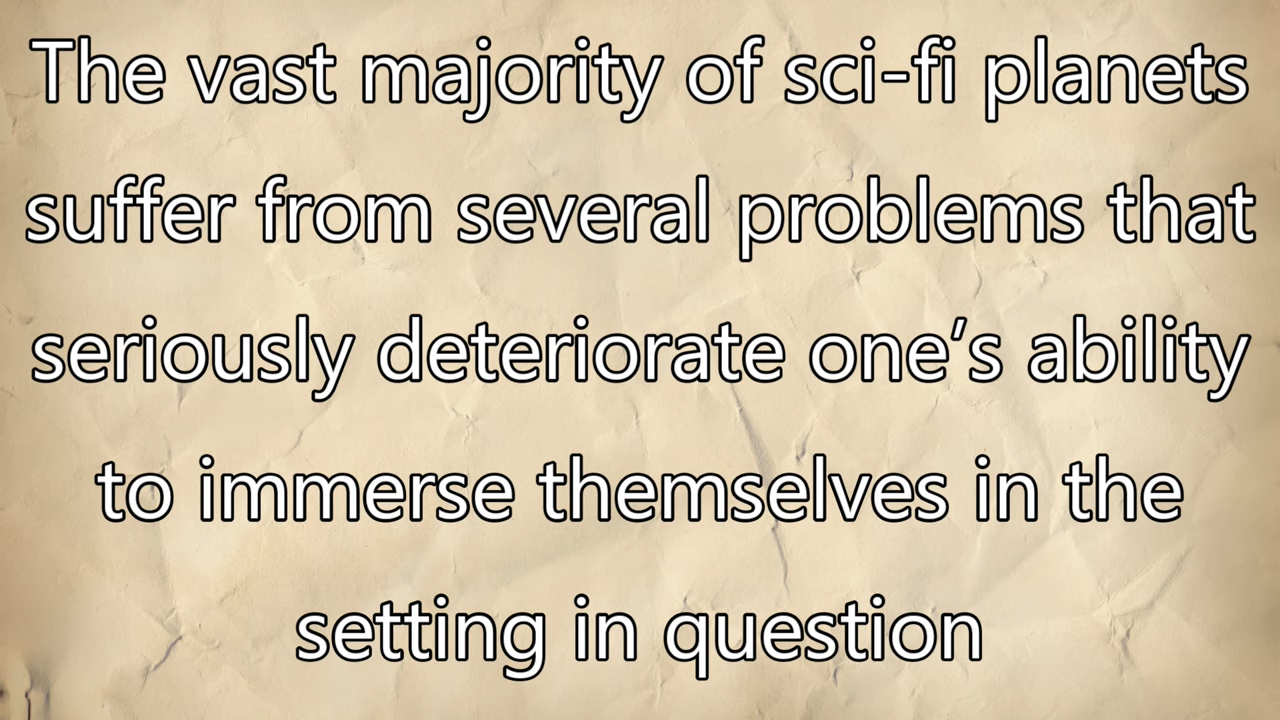 The vast majority of sci-fi planets
suffer from several problems that
seriously deteriorate one’s ability
to immerse themselves in the
setting in question